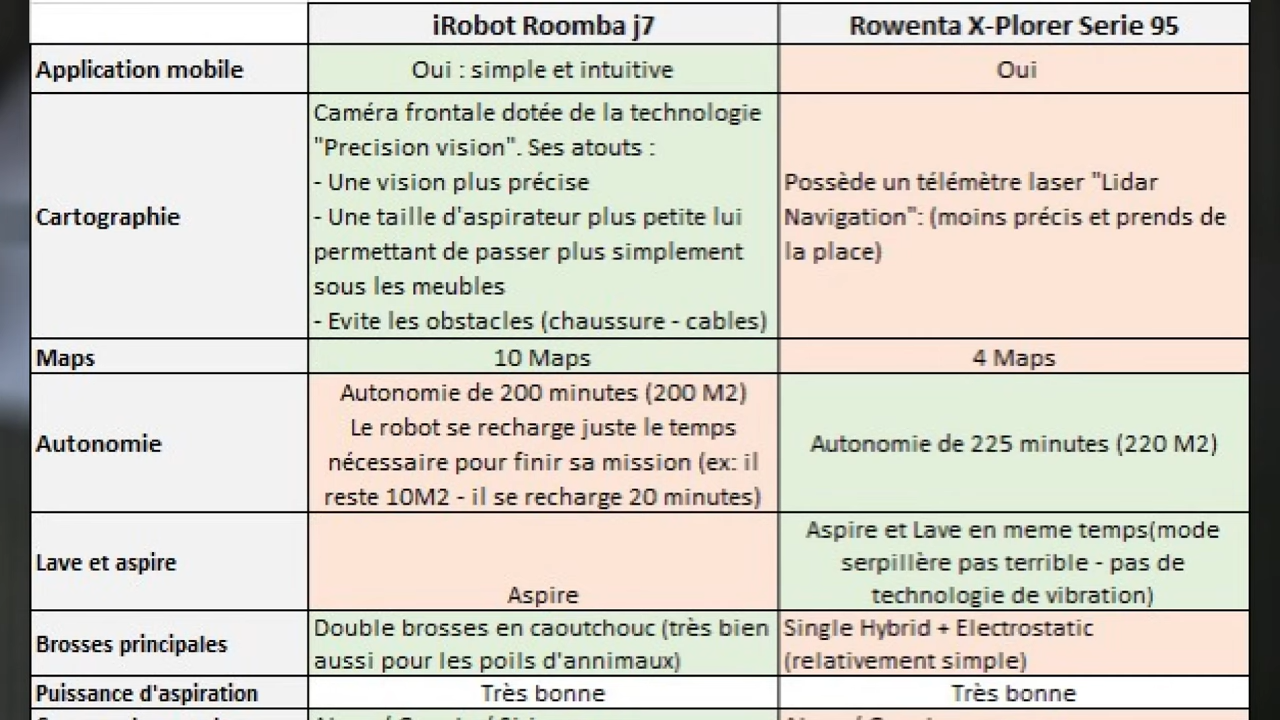 iRobot Roomba j7
Rowenta X-Plorer Serie 95
Application mobile
Oui : simple et intuitive
Oui
Cartographie
Caméra frontale dotée de la technologie
"Precision vision". Ses atouts :
- Une vision plus précise
- Une taille d'aspirateur plus petite lui
permettant de passer plus simplement
sous les meubles
- Evite les obstacles (chaussure - cables)
Possède un télémètre laser "Lidar
Navigation": (moins précis et prends de
la place)
Maps
10 Maps
4 Maps
Autonomie
Autonomie de 200 minutes (200 M2)
Le robot se recharge juste le temps
nécessaire pour finir sa mission (ex: il
reste 10M2 - il se recharge 20 minutes)
Autonomie de 225 minutes (220 M2)
Lave et aspire
Aspire
Aspire et Lave en meme temps(mode
serpillère pas terrible - pas de
technologie de vibration)
Brosses principales
Double brosses en caoutchouc (très bien
aussi pour les poils d'annimaux)
Single Hybrid + Electrostatic
(relativement simple)
Puissance d'aspiration
Très bonne
Très bonne